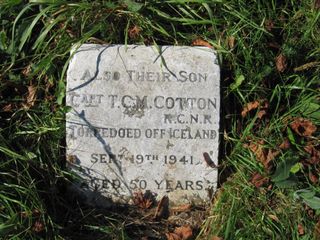 ALSO THEIR SON
CAPT T.C.M. COTTON
R.C.N.R.
TORPEDOED OFF ICELAND
SEPT 19TH 1941
AGED 50 YEARS